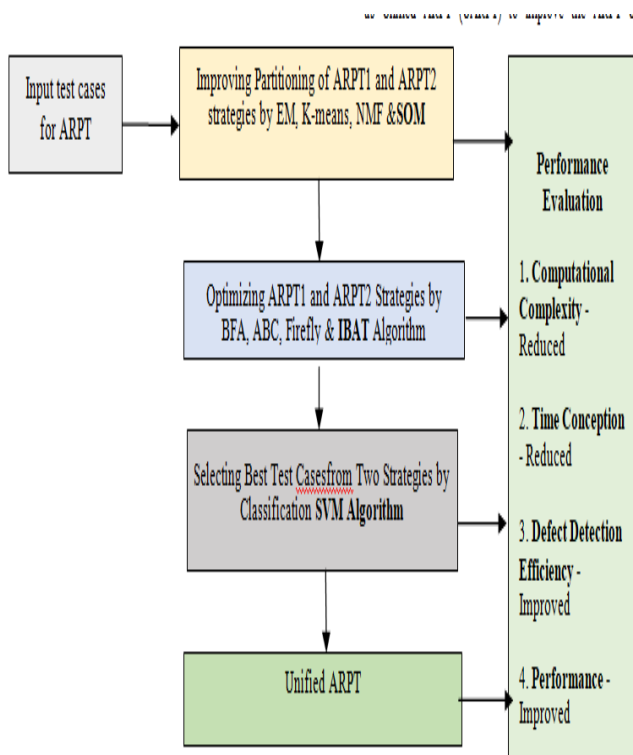 Input test cases
for ARPT
Improving Partitioning of ARPT1 and ARPT2
strategies by EM, K-means, NMF &SOM
Optimizing ARPT1 and ARPT2 Strategies by
BFA, ABC, Firefly & IBAT Algorithm
Selecting Best Test Casesfrom Two Strategies by
Classification SVM Algorithm
Unified ARPT
Performance
Evaluation
1. Computational
Complexity -
Reduced
2. Time Conception
- Reduced
3. Defect Detection
Efficiency -
Improved
4. Performance -
Improved